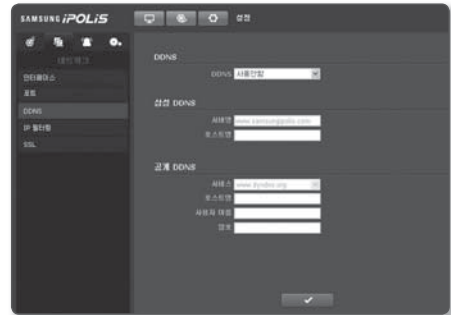 SAMSUNG iPOLiS
설정
네트워크
인터페이스
포트
DDNS
IP 필터링
SSL
DDNS
DDNS 사용안함
삼성 DDNS
서버명 www.samsungipolis.com
호스트명
공개 DDNS
서비스 www.dyndns.org
호스트명
사용자 이름
암호